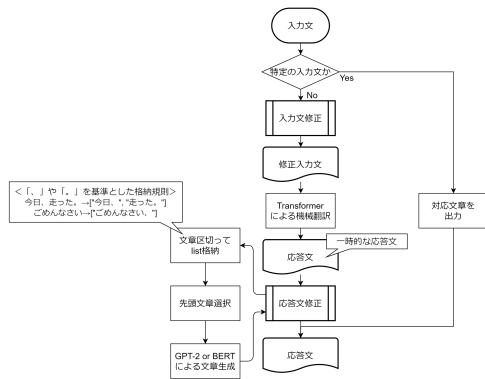 入力文
特定の入力文か
Yes
No
入力文修正
修正入力文
<「、」や「。」を基準とした格納規則>
今日、走った。→["今日、", "走った。"]
ごめんなさい→["ごめんなさい、"]
Transformer
による機械翻訳
対応文章を
出力
一時的な応答文
文章区切って
list格納
応答文
先頭文章選択
応答文修正
GPT-2 or BERT
による文章生成
応答文